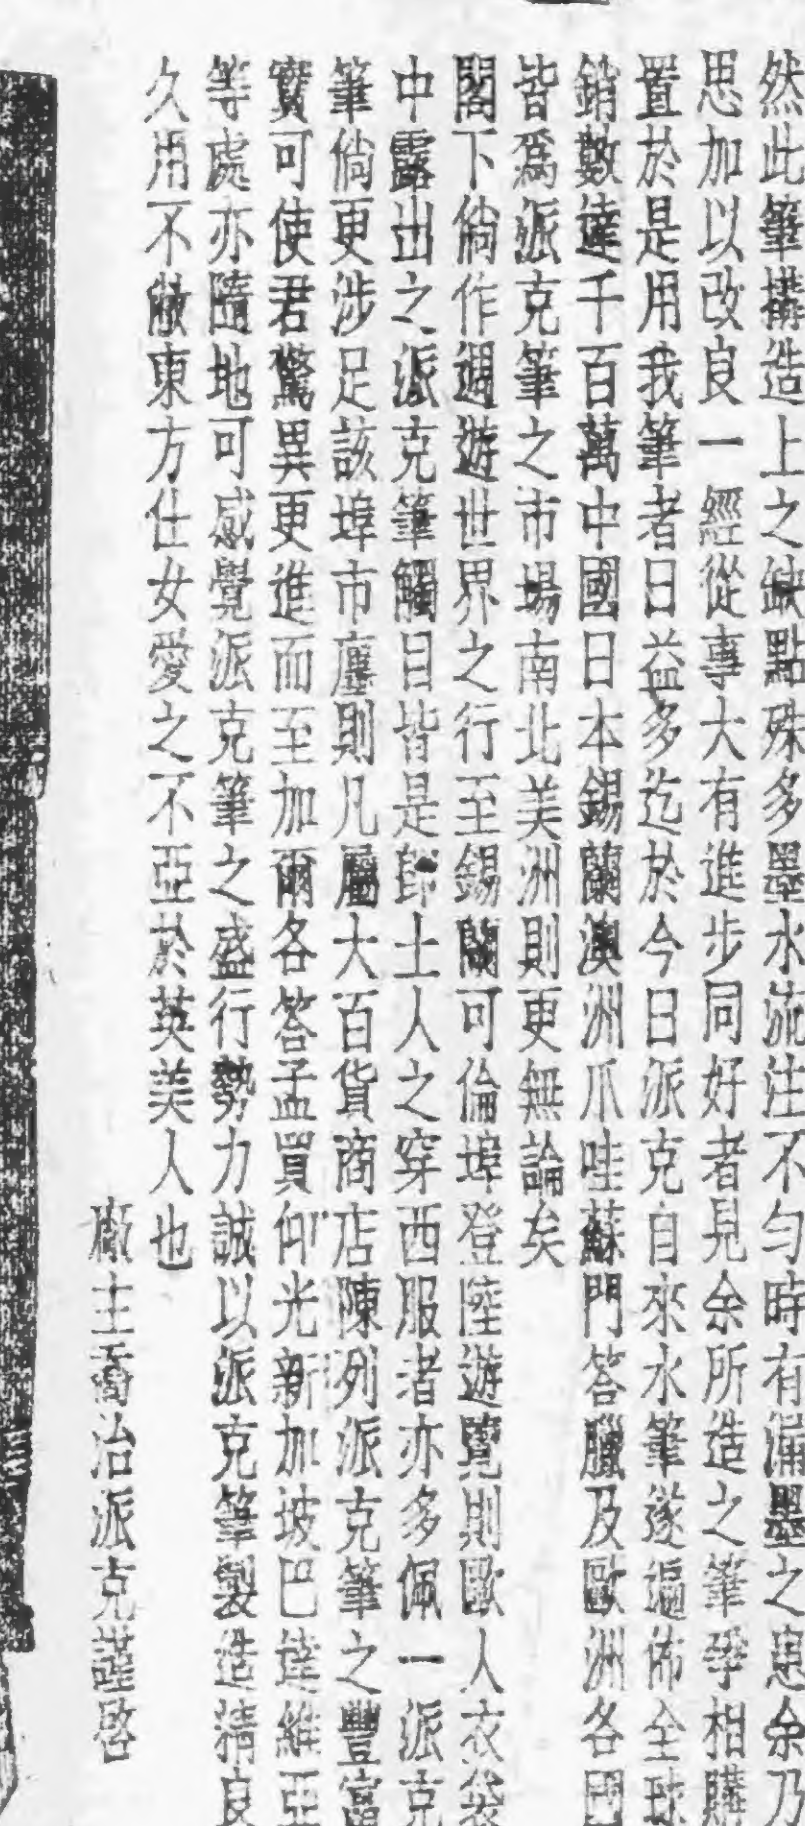 然此筆搆造上之缺點殊多墨水流注不勻時有漏墨之患余乃
思加以改良一經從事大有進步同好者見余所造之筆爭相購
置於是用我筆者日益多迄於今日派克自來水筆遂遍佈全球
銷數達千百萬中國日本錫蘭澳洲爪哇蘇門答臘及歐洲各國
皆爲派克筆之市場南北美洲則更無論矣
閣下倘作週遊世界之行至錫蘭可倫埠登陸遊覽則歐人衣袋
中露出之派克筆觸目皆是卽土人之穿西服者亦多佩一派克
筆倘更涉足該埠市廛則凡屬大百貨商店陳列派克筆之豐富
實可使君驚異更進而至加爾各答孟買仰光新加坡巴達維亞
等處亦隨地可感覺派克筆之盛行勢力誠以派克筆製造精良
久用不敝東方仕女愛之不亞於英美人也
廠主喬治派克謹啓